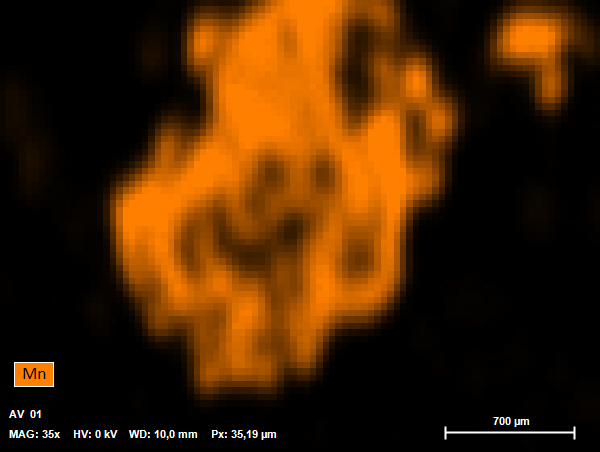 Mn
AV 01
MAG: 35x HV: 0 kV WD: 10,0 mm Px: 35,19 µm
700 µm